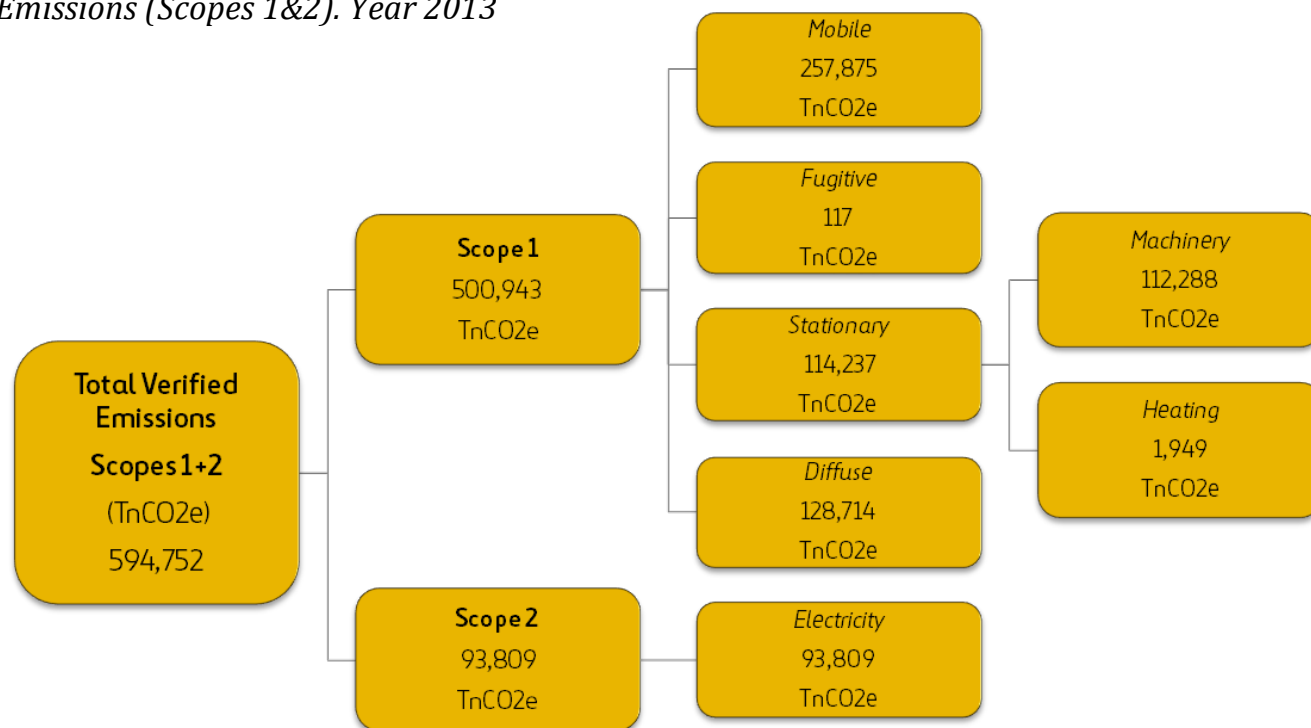 Emissions (Scopes 1&2). Year 2013
Mobile
257,875
TnCO2e
Fugitive
117
TnCO2e
Scope 1
500,943
TnCO2e
Machinery
112,288
TnCO2e
Stationary
114,237
TnCO2e
Total Verified
Emissions
Scopes 1+2
(TnCO2e)
594,752
Heating
1,949
TnCO2e
Diffuse
128,714
TnCO2e
Scope 2
93,809
TnCO2e
Electricity
93,809
TnCO2e